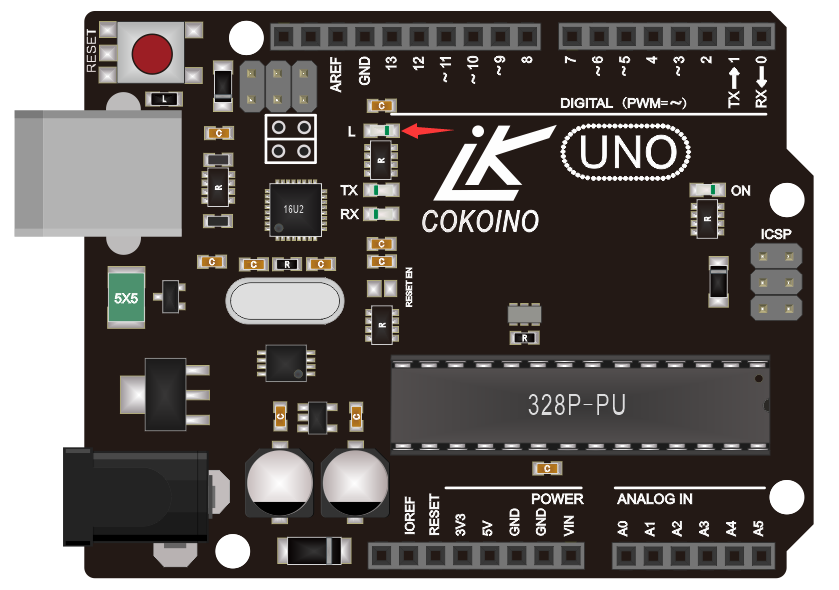 RESET
AREF
GND
13
12
~11
~10
~9
8
7
~6
~5
4
~3
2
TX→1
RX←0
DIGITAL (PWM=~)
L
C
L
C
R
R
TX
RX
16U2
LK
COKOINO
UNO
ON
R
ICSP
C
C
C
R
C
C
RESET EN
5X5
R
R
328P-PU
C
C
C
POWER
ANALOG IN
IOREF
RESET
3V3
5V
GND
GND
VIN
A0
A1
A2
A3
A4
A5